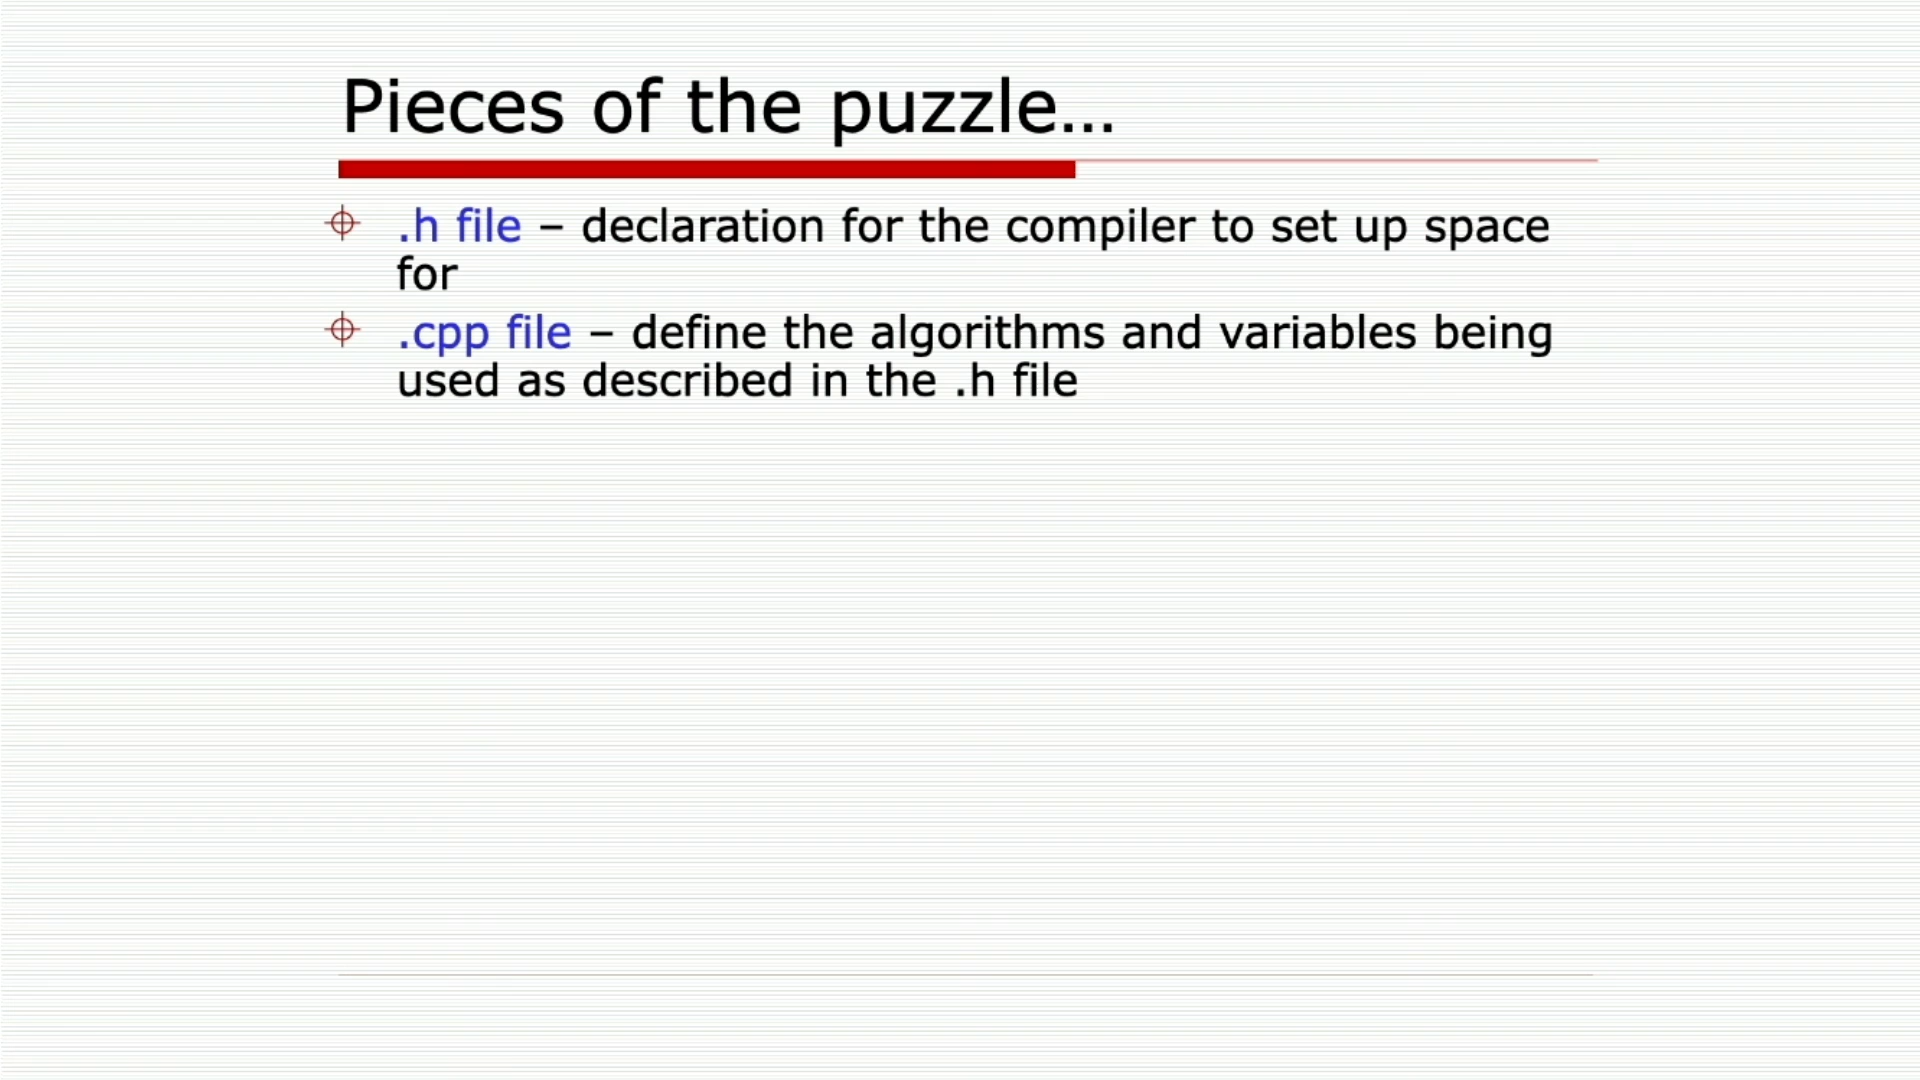 Pieces of the puzzle…
.h file – declaration for the compiler to set up space
for
.cpp file – define the algorithms and variables being
used as described in the .h file